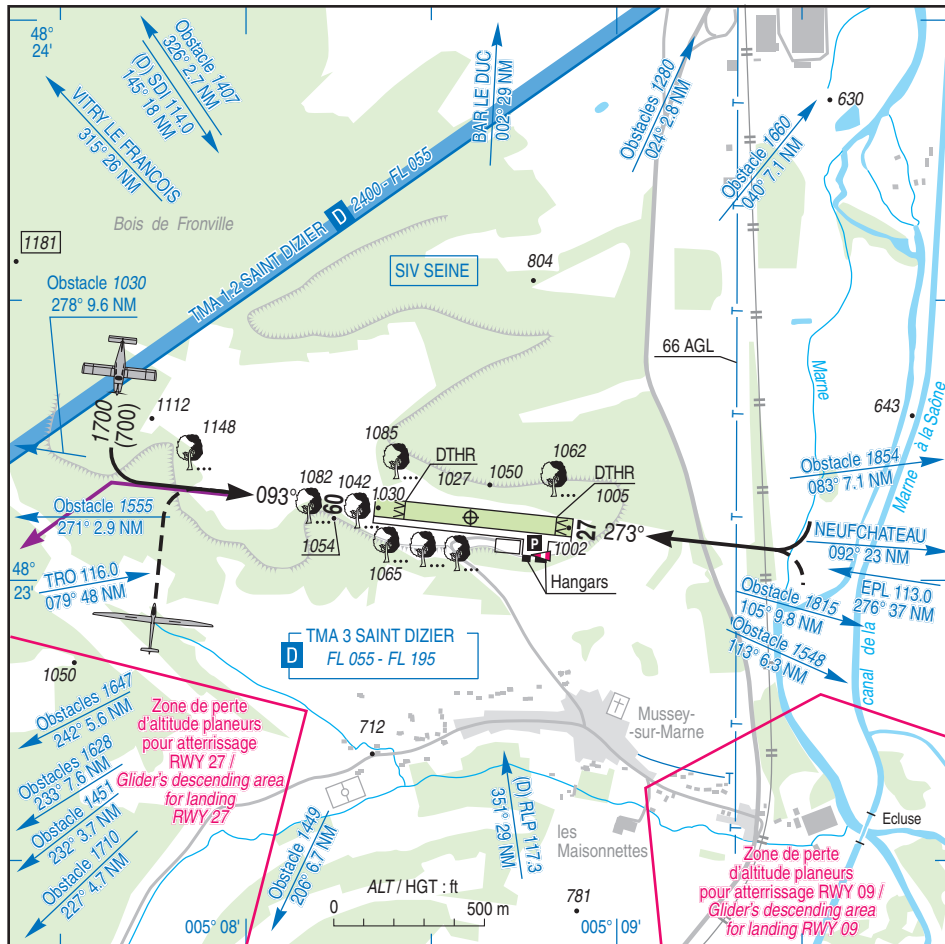 48°
24'
Obstacle 1407
326° 2.7 NM
(D) SDI 114.0
145° 18 NM
VITRY LE FRANCOIS
315° 26 NM
BAR LE DUC
002° 29 NM
Obstacles 1280
024° 2.8 NM
Obstacle 1660
040° 7.1 NM
630
Bois de Fronville
1181
TMA 1.2 SAINT DIZIER D 2400 - FL 055
SIV SEINE
804
Obstacle 1030
278° 9.6 NM
66 AGL
T
T
T
T
T
T
Marne
1700
(700)
1112
1148
1085
DTHR
1027
1050
1062
DTHR
1005
643
Marne à la Saône
canal de la
Obstacle 1854
083° 7.1 NM
093°
1082
1042
1030
09
1054
27
273°
1002
P
Hangars
1065
Obstacle 1555
271° 2.9 NM
NEUFCHATEAU
092° 23 NM
EPL 113.0
276° 37 NM
48°
23'
TRO 116.0
079° 48 NM
Obstacle 1815
105° 9.8 NM
Obstacle 1548
113° 6.3 NM
TMA 3 SAINT DIZIER
D FL 055 - FL 195
1050
Obstacles 1647
242° 5.6 NM
Obstacles 1628
233° 7.6 NM
Obstacle 1451
232° 3.7 NM
Obstacle 1710
227° 4.7 NM
Zone de perte
d'altitude planeurs
pour atterrissage
RWY 27 /
Glider's descending area
for landing
RWY 27
712
Mussey-
-sur-Marne
T
T
Obstacle 1449
206° 6.7 NM
(D) RLP 117.3
351° 29 NM
les
Maisonnettes
Ecluse
Zone de perte
d'altitude planeurs
pour atterrissage RWY 09 /
Glider's descending area
for landing RWY 09
ALT / HGT : ft
0 500 m
781
005° 08'
005° 09'